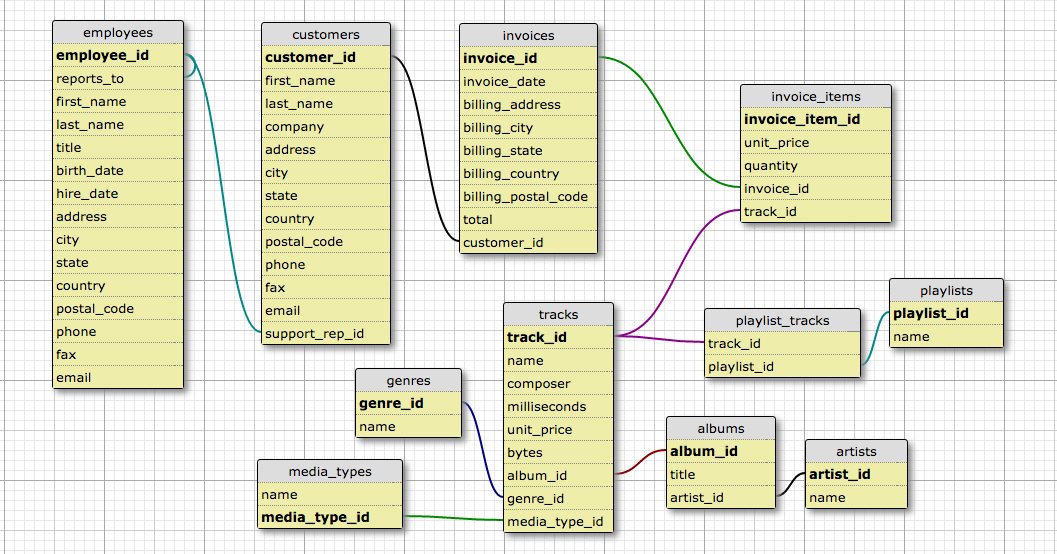 employees
employee_id
reports_to
first_name
last_name
title
birth_date
hire_date
address
city
state
country
postal_code
phone
fax
email
customers
customer_id
first_name
last_name
company
address
city
state
country
postal_code
phone
fax
email
support_rep_id
invoices
invoice_id
invoice_date
billing_address
billing_city
billing_state
billing_country
billing_postal_code
total
customer_id
invoice_items
invoice_item_id
unit_price
quantity
invoice_id
track_id
playlists
playlist_id
name
tracks
track_id
name
composer
milliseconds
unit_price
bytes
album_id
genre_id
media_type_id
playlist_tracks
track_id
playlist_id
genres
genre_id
name
albums
album_id
title
artist_id
artists
artist_id
name
media_types
name
media_type_id